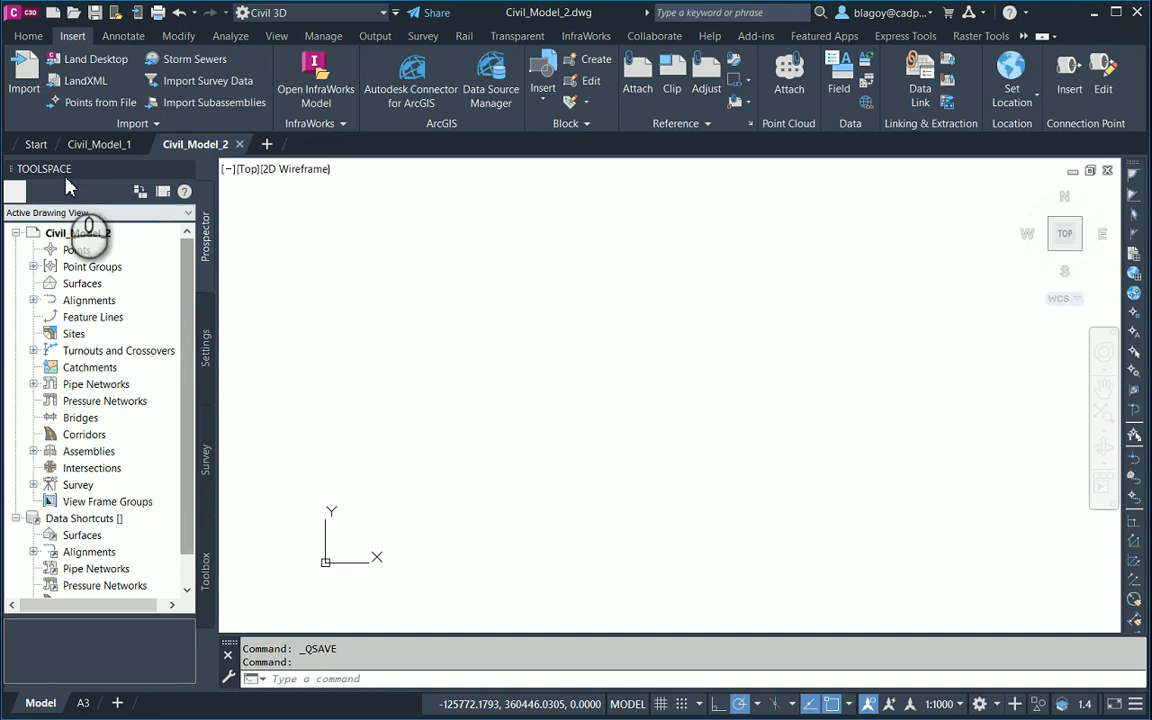 C3D Civil 3D Share Civil_Model_2.dwg Type a keyword or phrase blagoy@cadp...
Home Insert Annotate Modify Analyze View Manage Output Survey Rail Transparent InfraWorks Collaborate Help Add-ins Featured Apps Express Tools Raster Tools
Import
Land Desktop
LandXML
Points from File
Storm Sewers
Import Survey Data
Import Subassemblies
Open InfraWorks
Model
Autodesk Connector
for ArcGIS
Data Source
Manager
Insert
Create
Edit
Attach
Clip
Adjust
Attach
Field
Data
Link
Set
Location
Insert
Edit
Import InfraWorks ArcGIS Block Reference Point Cloud Data Linking & Extraction Location Connection Point
Start Civil_Model_1 Civil_Model_2
TOOLSPACE
[−][Top][2D Wireframe]
Active Drawing View
Civil_Model_2
Points
Point Groups
Surfaces
Alignments
Feature Lines
Sites
Turnouts and Crossovers
Catchments
Pipe Networks
Pressure Networks
Bridges
Corridors
Assemblies
Intersections
Survey
View Frame Groups
Data Shortcuts []
Surfaces
Alignments
Pipe Networks
Pressure Networks
Prospector
Settings
Survey
Toolbox
N
W TOP E
S
WCS
Y
X
Command: _QSAVE
Command:
Type a command
Model A3 -125772.1793, 360446.0305, 0.0000 MODEL 1:1000 1.4